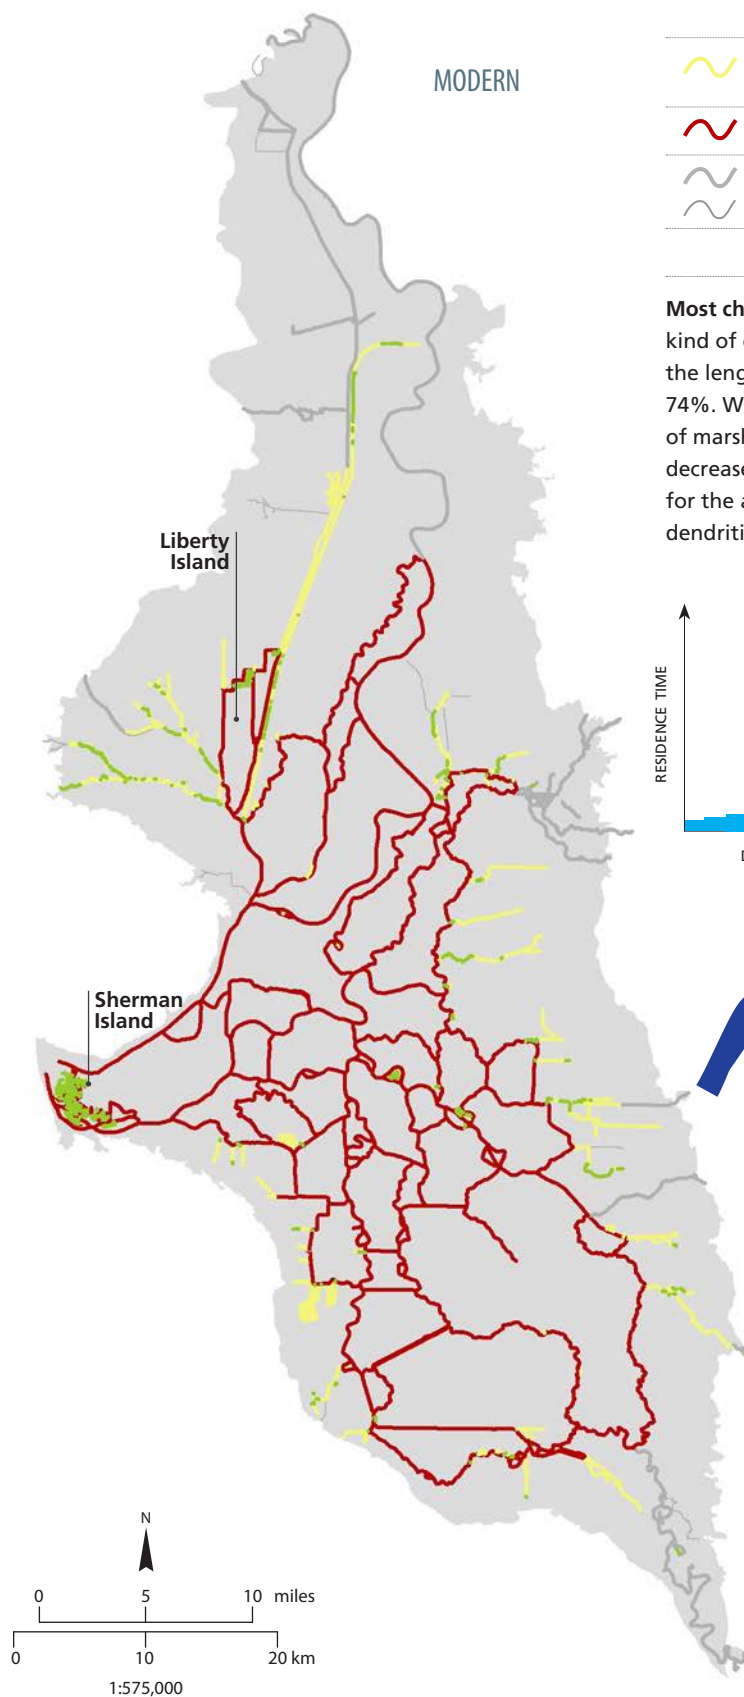 MODERN
Most ch
kind of
the leng
74%. W
of mars
decrease
for the a
dendriti
Liberty
Island
RESIDENCE TIME
Sherman
Island
N
0 5 10 miles
0 10 20 km
1:575,000